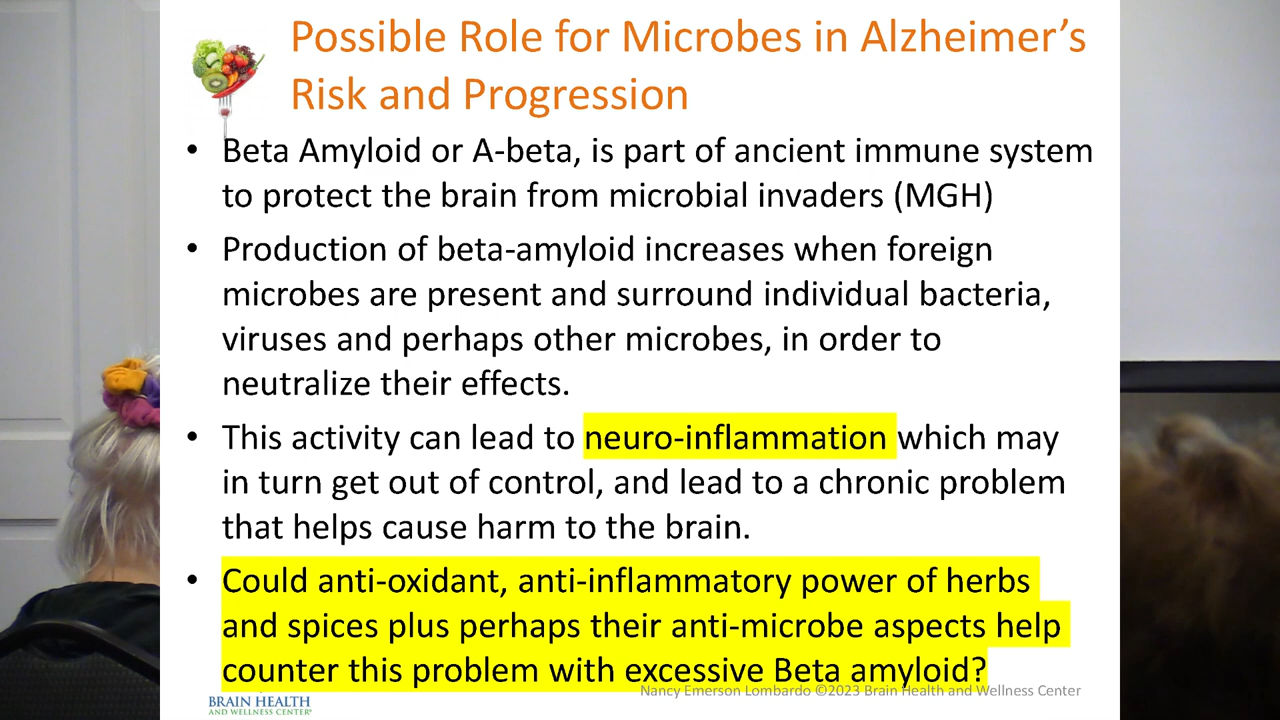 Possible Role for Microbes in Alzheimer’s
Risk and Progression
• Beta Amyloid or A-beta, is part of ancient immune system
to protect the brain from microbial invaders (MGH)
• Production of beta-amyloid increases when foreign
microbes are present and surround individual bacteria,
viruses and perhaps other microbes, in order to
neutralize their effects.
• This activity can lead to neuro-inflammation which may
in turn get out of control, and lead to a chronic problem
that helps cause harm to the brain.
• Could anti-oxidant, anti-inflammatory power of herbs
and spices plus perhaps their anti-microbe aspects help
counter this problem with excessive Beta amyloid?
Nancy Emerson Lombardo ©2023 Brain Health and Wellness Center
BRAIN HEALTH
AND WELLNESS CENTER®